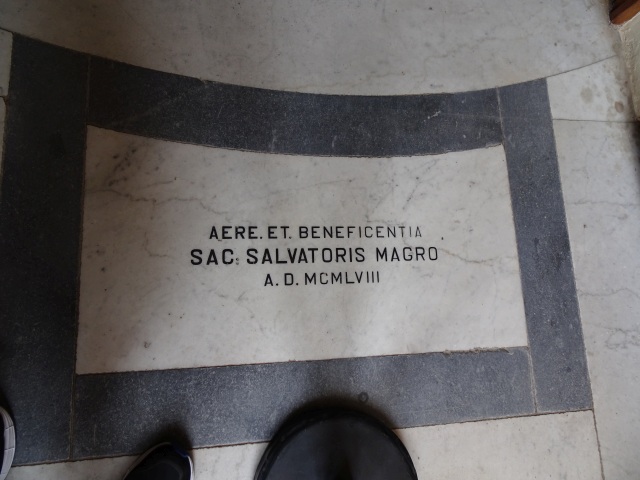 AERE. ET. BENEFICENTIA
SAC. SALVATORIS MAGRO
A. D. MCMLVIII